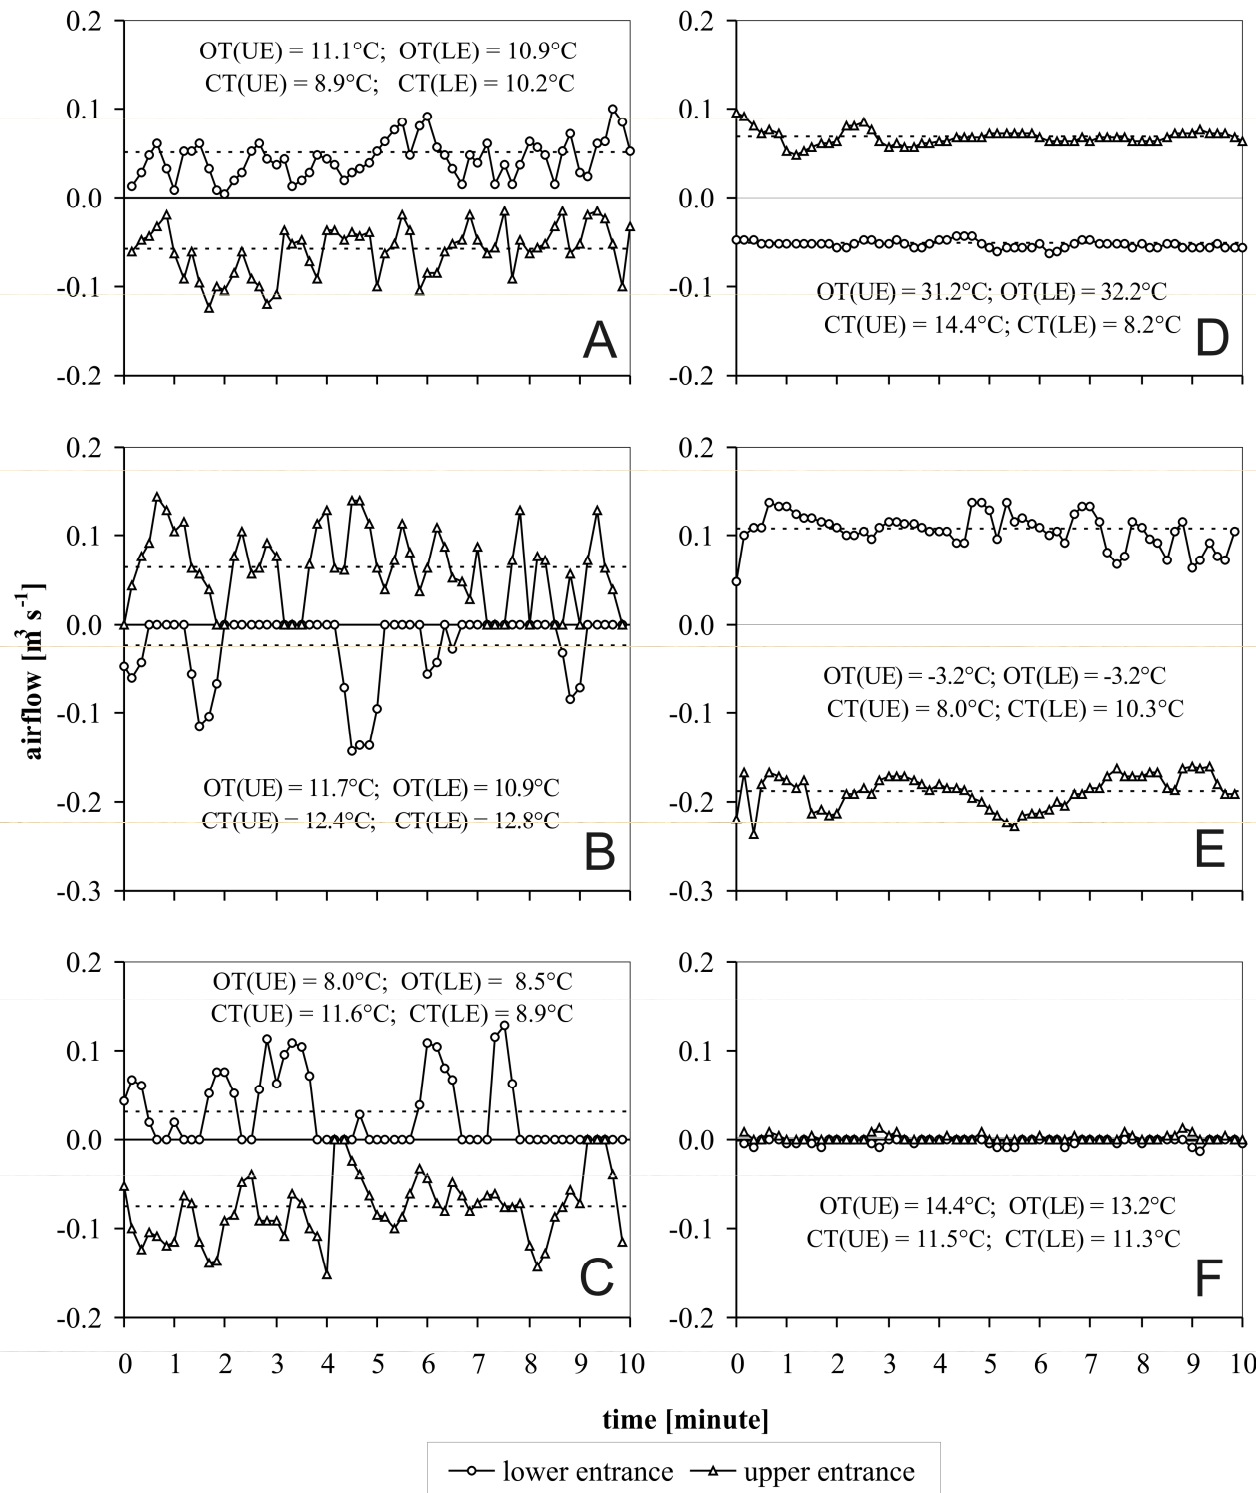 0.2
0.1
0.0
-0.1
-0.2
OT(UE) = 11.1°C; OT(LE) = 10.9°C
CT(UE) = 8.9°C; CT(LE) = 10.2°C
A
0.2
0.1
0.0
-0.1
-0.2
OT(UE) = 31.2°C; OT(LE) = 32.2°C
CT(UE) = 14.4°C; CT(LE) = 8.2°C
D
airflow [m³ s⁻¹]
0.2
0.1
0.0
-0.1
-0.2
-0.3
OT(UE) = 11.7°C; OT(LE) = 10.9°C
CT(UE) = 12.4°C; CT(LE) = 12.8°C
B
0.2
0.1
0.0
-0.1
-0.2
-0.3
OT(UE) = -3.2°C; OT(LE) = -3.2°C
CT(UE) = 8.0°C; CT(LE) = 10.3°C
E
0.2
0.1
0.0
-0.1
-0.2
OT(UE) = 8.0°C; OT(LE) = 8.5°C
CT(UE) = 11.6°C; CT(LE) = 8.9°C
C
0 1 2 3 4 5 6 7 8 9 10
0.2
0.1
0.0
-0.1
-0.2
OT(UE) = 14.4°C; OT(LE) = 13.2°C
CT(UE) = 11.5°C; CT(LE) = 11.3°C
F
0 1 2 3 4 5 6 7 8 9 10
time [minute]
lower entrance upper entrance